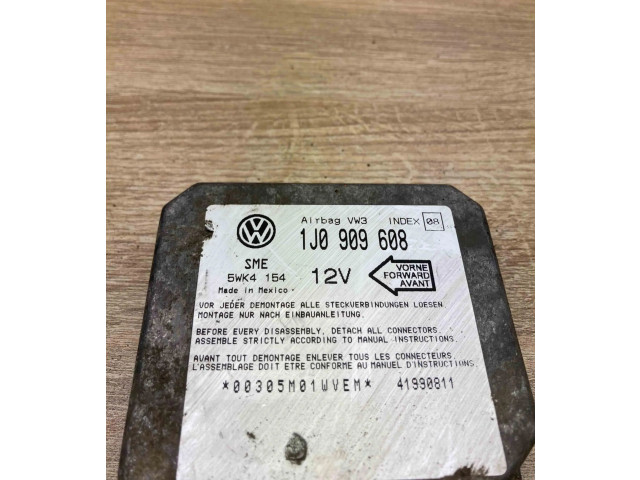 Airbag VW3 INDEX 08
1J0 909 608
SME
5WK4 154
Made in Mexico
12V
VORNE
FORWARD
AVANT
VOR JEDER DEMONTAGE ALLE STECKVERBINDUNGEN LOESEN.
MONTAGE NUR NACH EINBAUANLEITUNG.
BEFORE EVERY DISASSEMBLY, DETACH ALL CONNECTORS.
ASSEMBLE STRICTLY ACCORDING TO MANUAL INSTRUCTIONS.
AVANT TOUT DEMONTAGE ENLEVER TOUS LES CONNECTEURS.
L'ASSEMBLAGE DOIT ETRE CONFORME AU MANUEL D'INSTRUCTIONS.
*00305M01WVEM* 41990811